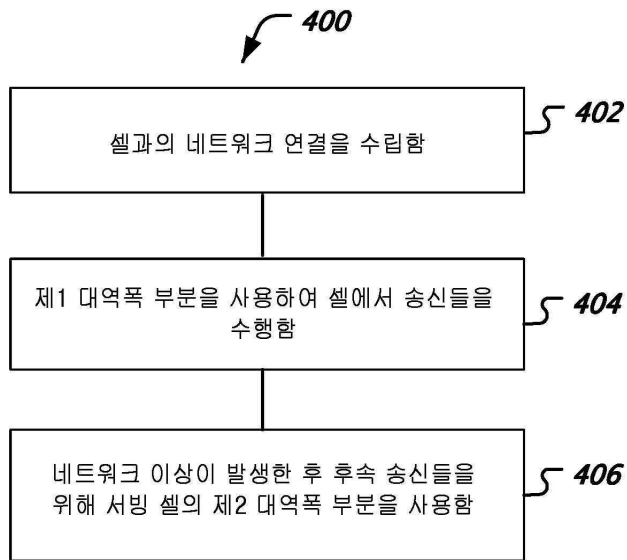 400
셀과의 네트워크 연결을 수립함
402
제1 대역폭 부분을 사용하여 셀에서 송신들을
수행함
404
네트워크 이상이 발생한 후 후속 송신들을
위해 서빙 셀의 제2 대역폭 부분을 사용함
406